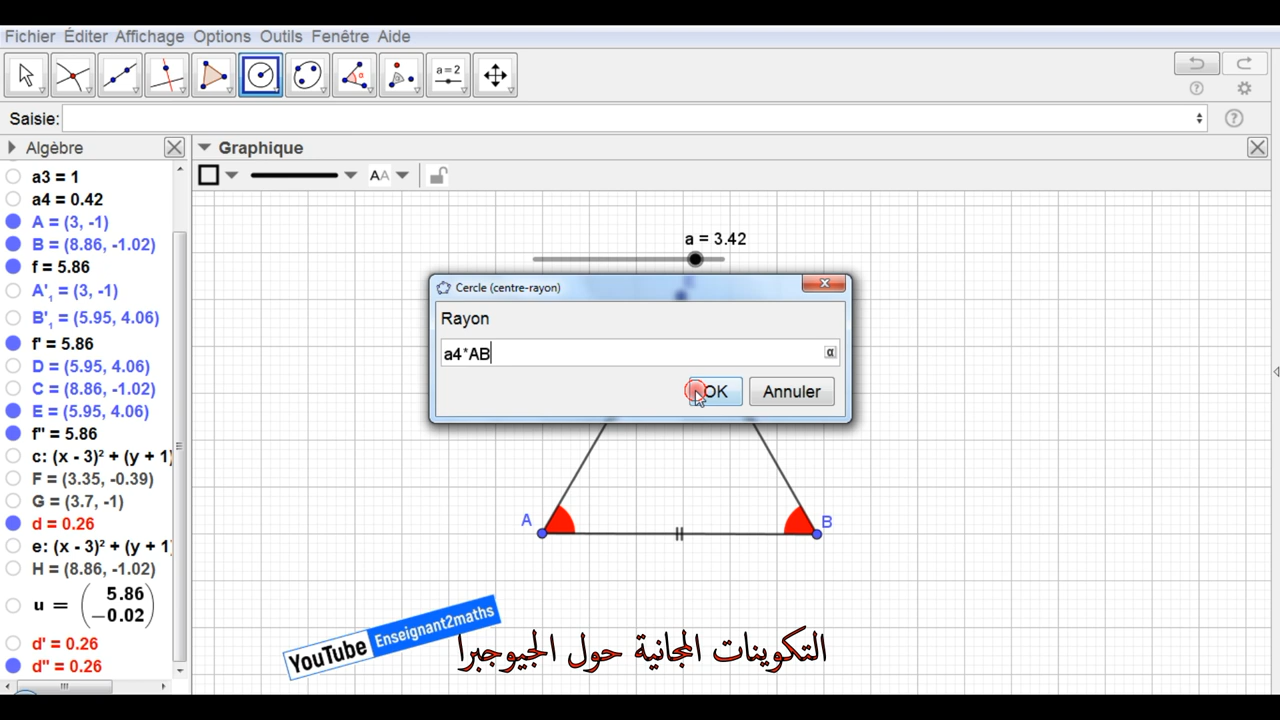 Fichier Éditer Affichage Options Outils Fenêtre Aide
a=2
Saisie:
Algèbre
Graphique
AA
a3 = 1
a4 = 0.42
A = (3, -1)
B = (8.86, -1.02)
f = 5.86
A'₁ = (3, -1)
B'₁ = (5.95, 4.06)
f' = 5.86
D = (5.95, 4.06)
C = (8.86, -1.02)
E = (5.95, 4.06)
f'' = 5.86
c: (x - 3)² + (y + 1)
F = (3.35, -0.39)
G = (3.7, -1)
d = 0.26
e: (x - 3)² + (y + 1)
H = (8.86, -1.02)
u = (5.86
−0.02)
d' = 0.26
d'' = 0.26
a = 3.42
Cercle (centre-rayon)
Rayon
a4*AB
α
OK
Annuler
A
B
YouTube Enseignant2maths
التكوينات المجانية حول الجيوجبرا